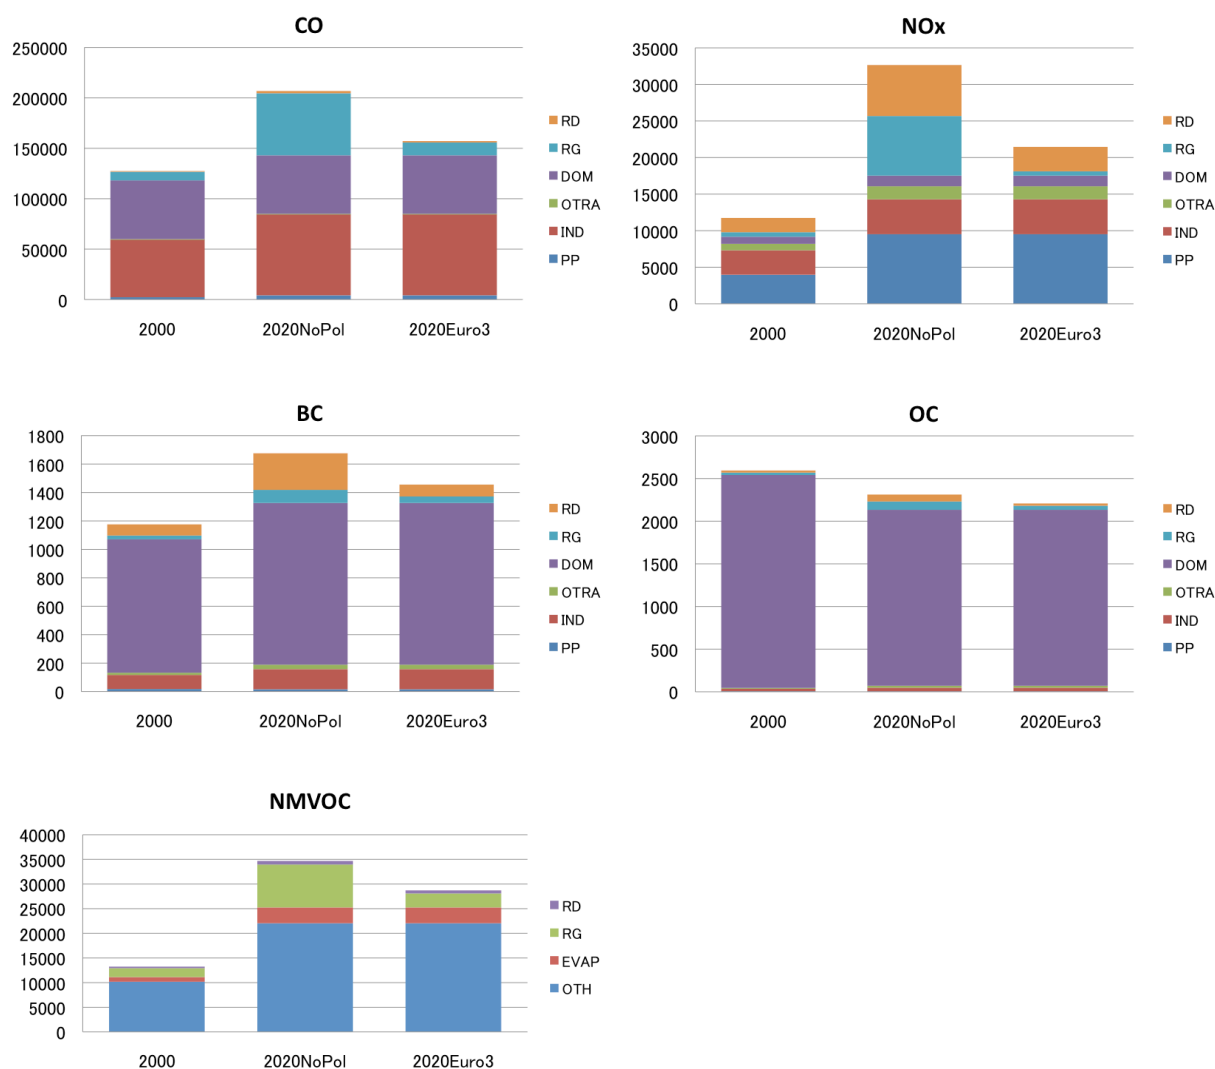 CO
250000
200000
150000
100000
50000
0
2000 2020NoPol 2020Euro3
RD
RG
DOM
OTRA
IND
PP
NOx
35000
30000
25000
20000
15000
10000
5000
0
2000 2020NoPol 2020Euro3
RD
RG
DOM
OTRA
IND
PP
BC
1800
1600
1400
1200
1000
800
600
400
200
0
2000 2020NoPol 2020Euro3
RD
RG
DOM
OTRA
IND
PP
OC
3000
2500
2000
1500
1000
500
0
2000 2020NoPol 2020Euro3
RD
RG
DOM
OTRA
IND
PP
NMVOC
40000
35000
30000
25000
20000
15000
10000
5000
0
2000 2020NoPol 2020Euro3
RD
RG
EVAP
OTH